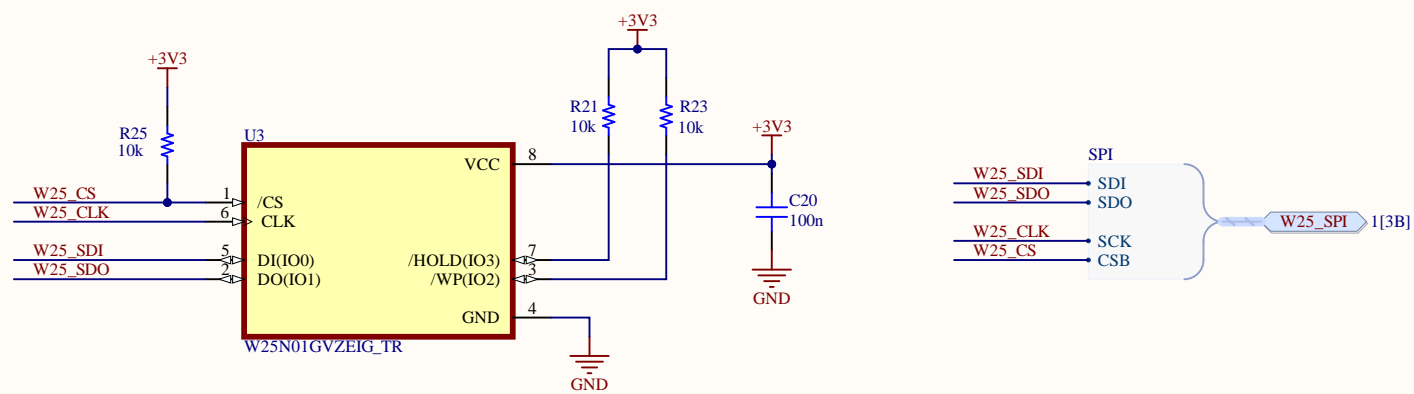 +3V3
+3V3
R25
10k
R21
10k
R23
10k
+3V3
U3
VCC
8
W25_CS
1
/CS
W25_CLK
6
CLK
W25_SDI
5
DI(IO0)
W25_SDO
2
DO(IO1)
/HOLD(IO3)
7
/WP(IO2)
3
GND
4
W25N01GVZEIG_TR
GND
C20
100n
GND
SPI
W25_SDI
SDI
W25_SDO
SDO
W25_CLK
SCK
W25_CS
CSB
W25_SPI
1[3B]